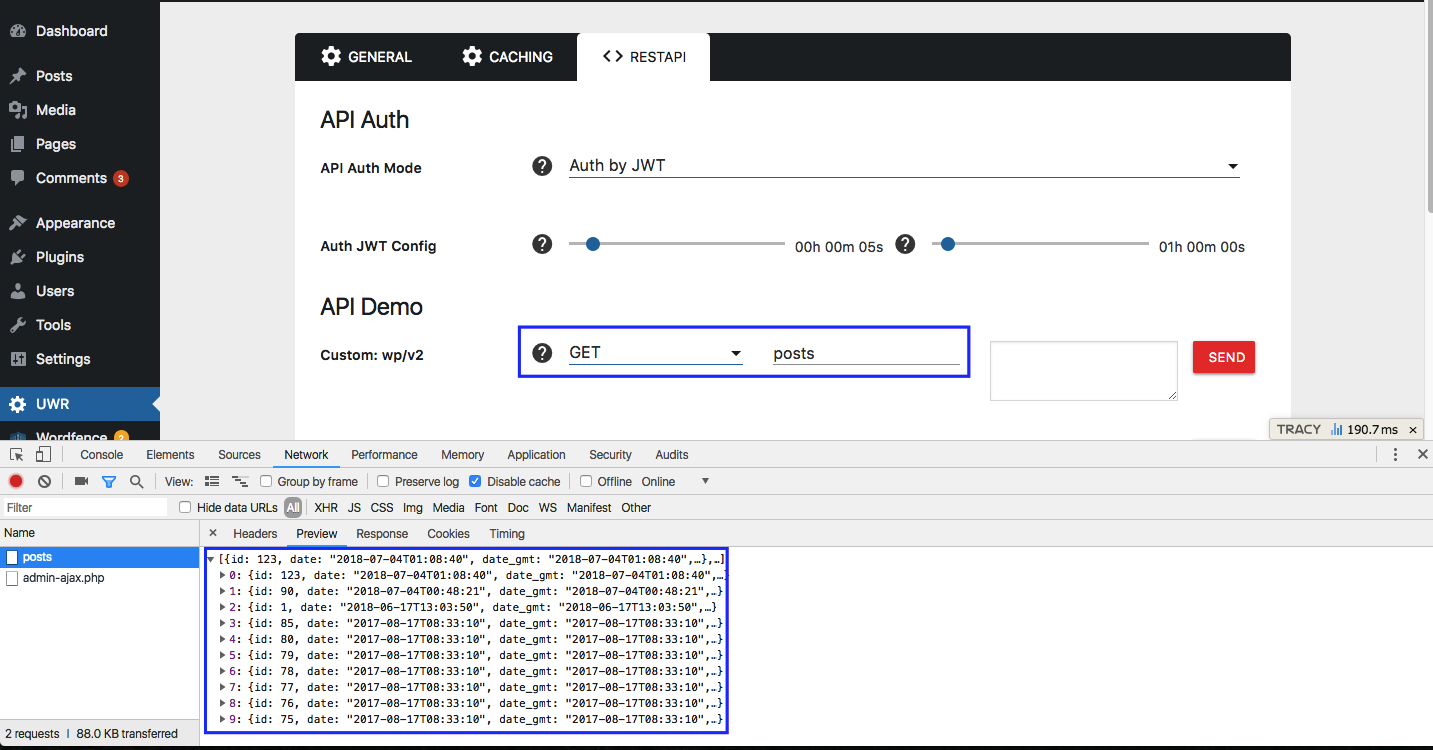 Dashboard
Posts
Media
Pages
Comments 3
Appearance
Plugins
Users
Tools
Settings
UWR
Wordfence 2
GENERAL CACHING <> RESTAPI
API Auth
API Auth Mode ? Auth by JWT
Auth JWT Config ? 00h 00m 05s ? 01h 00m 00s
API Demo
Custom: wp/v2 ? GET posts SEND
TRACY 190.7 ms ×
Console Elements Sources Network Performance Memory Application Security Audits
View: Group by frame Preserve log Disable cache Offline Online
Filter Hide data URLs All XHR JS CSS Img Media Font Doc WS Manifest Other
Name × Headers Preview Response Cookies Timing
posts
admin-ajax.php
[{id: 123, date: "2018-07-04T01:08:40", date_gmt: "2018-07-04T01:08:40",…},…]
0: {id: 123, date: "2018-07-04T01:08:40", date_gmt: "2018-07-04T01:08:40",…}
1: {id: 90, date: "2018-07-04T00:48:21", date_gmt: "2018-07-04T00:48:21",…}
2: {id: 1, date: "2018-06-17T13:03:50", date_gmt: "2018-06-17T13:03:50",…}
3: {id: 85, date: "2017-08-17T08:33:10", date_gmt: "2017-08-17T08:33:10",…}
4: {id: 80, date: "2017-08-17T08:33:10", date_gmt: "2017-08-17T08:33:10",…}
5: {id: 79, date: "2017-08-17T08:33:10", date_gmt: "2017-08-17T08:33:10",…}
6: {id: 78, date: "2017-08-17T08:33:10", date_gmt: "2017-08-17T08:33:10",…}
7: {id: 77, date: "2017-08-17T08:33:10", date_gmt: "2017-08-17T08:33:10",…}
8: {id: 76, date: "2017-08-17T08:33:10", date_gmt: "2017-08-17T08:33:10",…}
9: {id: 75, date: "2017-08-17T08:33:10", date_gmt: "2017-08-17T08:33:10",…}
2 requests | 88.0 KB transferred